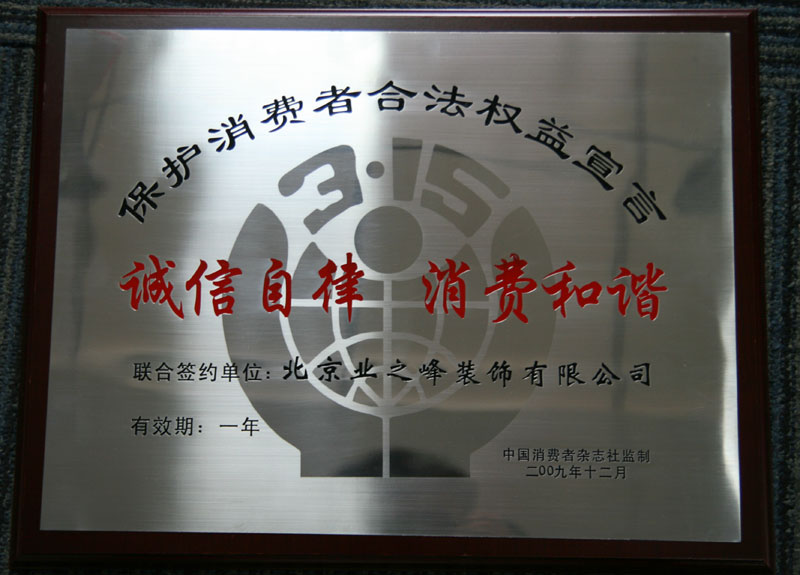 保护消费者合法权益宣言
3·15
诚信自律 消费和谐
联合签约单位：北京业之峰装饰有限公司
有效期：一年
中国消费者杂志社监制
二00九年十二月